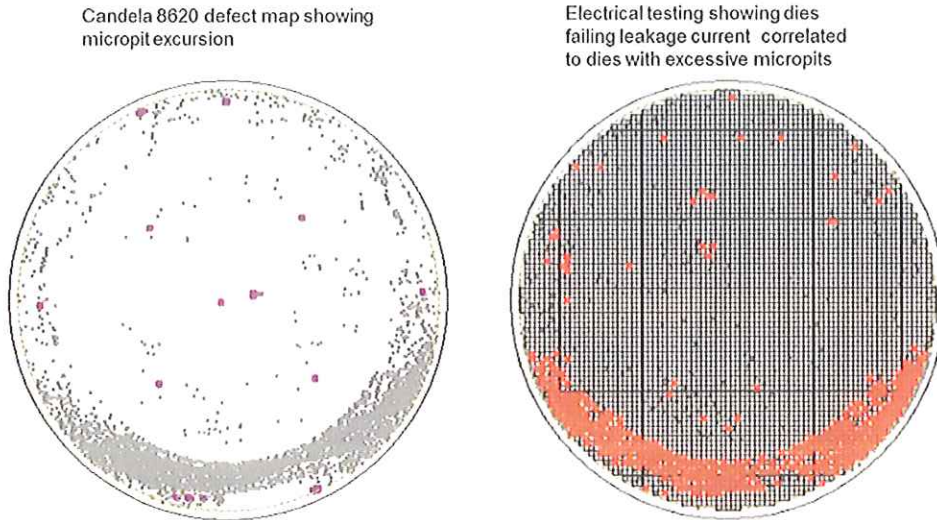 Candela 8620 defect map showing
micropit excursion
Electrical testing showing dies
failing leakage current correlated
to dies with excessive micropits